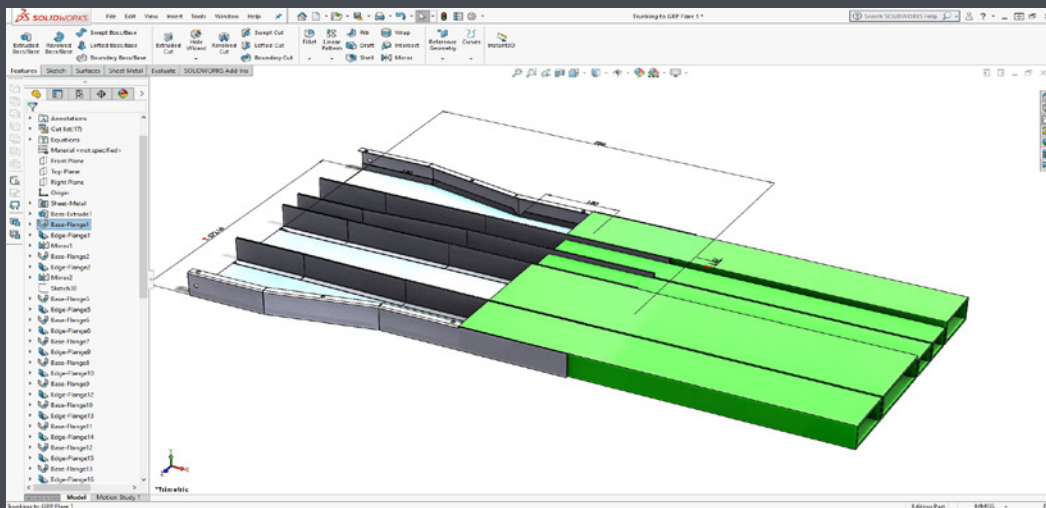 SOLIDWORKS File Edit View Insert Tools Window Help Trunking to GRP Flare 1 * Search SOLIDWORKS Help
Extruded Boss/Base Revolved Boss/Base Swept Boss/Base Lofted Boss/Base Boundary Boss/Base Extruded Cut Hole Wizard Revolved Cut Swept Cut Lofted Cut Boundary Cut Fillet Linear Pattern Rib Draft Shell Wrap Intersect Mirror Reference Geometry Curves Instant3D
Features Sketch Surfaces Sheet Metal Evaluate SOLIDWORKS Add-Ins
Annotations
Cut list(17)
Equations
Material <not specified>
Front Plane
Top Plane
Right Plane
Origin
Sheet-Metal
Boss-Extrude1
Base-Flange1
Edge-Flange1
Mirror1
Base-Flange2
Edge-Flange2
Mirror2
Sketch30
Base-Flange5
Edge-Flange5
Base-Flange6
Edge-Flange6
Base-Flange7
Edge-Flange9
Base-Flange8
Edge-Flange10
Base-Flange9
Edge-Flange12
Base-Flange10
Edge-Flange13
Base-Flange11
Edge-Flange14
Base-Flange12
Edge-Flange15
Base-Flange13
Edge-Flange16
*Trimetric
Model Motion Study 1
Trunking to GRP Flare 1 Editing Part MMGS